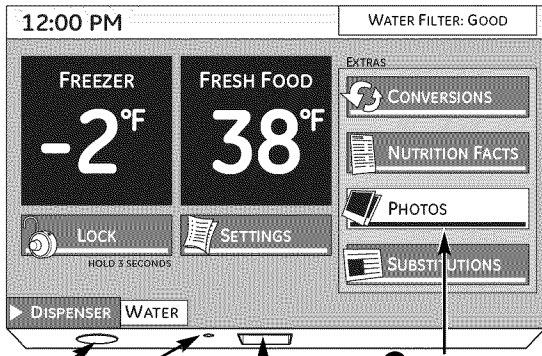 12:00 PM
WATER FILTER: GOOD
EXTRAS
FREEZER
-2°F
FRESH FOOD
38°F
CONVERSIONS
NUTRITION FACTS
PHOTOS
SUBSTITUTIONS
LOCK
HOLD 3 SECONDS
SETTINGS
DISPENSER
WATER